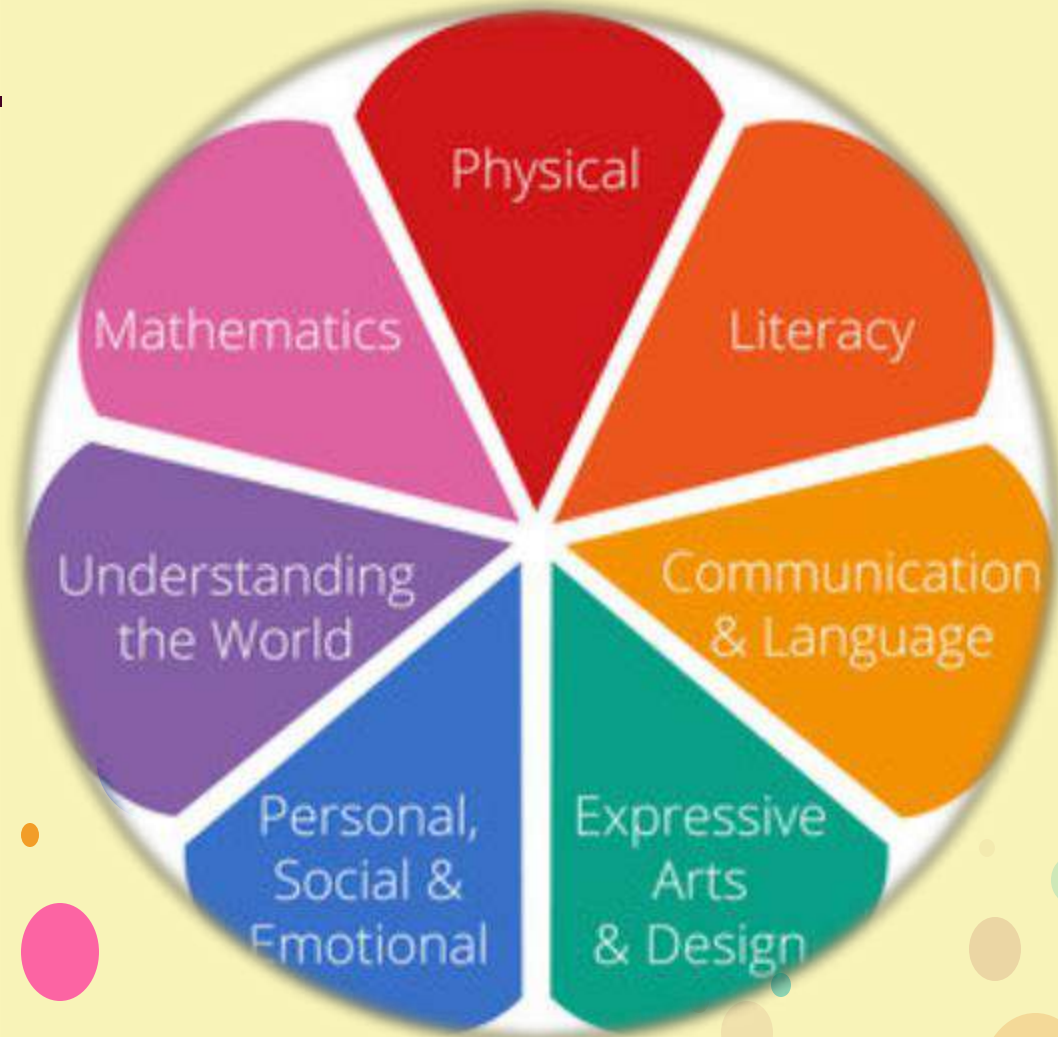 Physical
Literacy
Communication
& Language
Expressive
Arts
& Design
Personal,
Social &
Emotional
Understanding
the World
Mathematics